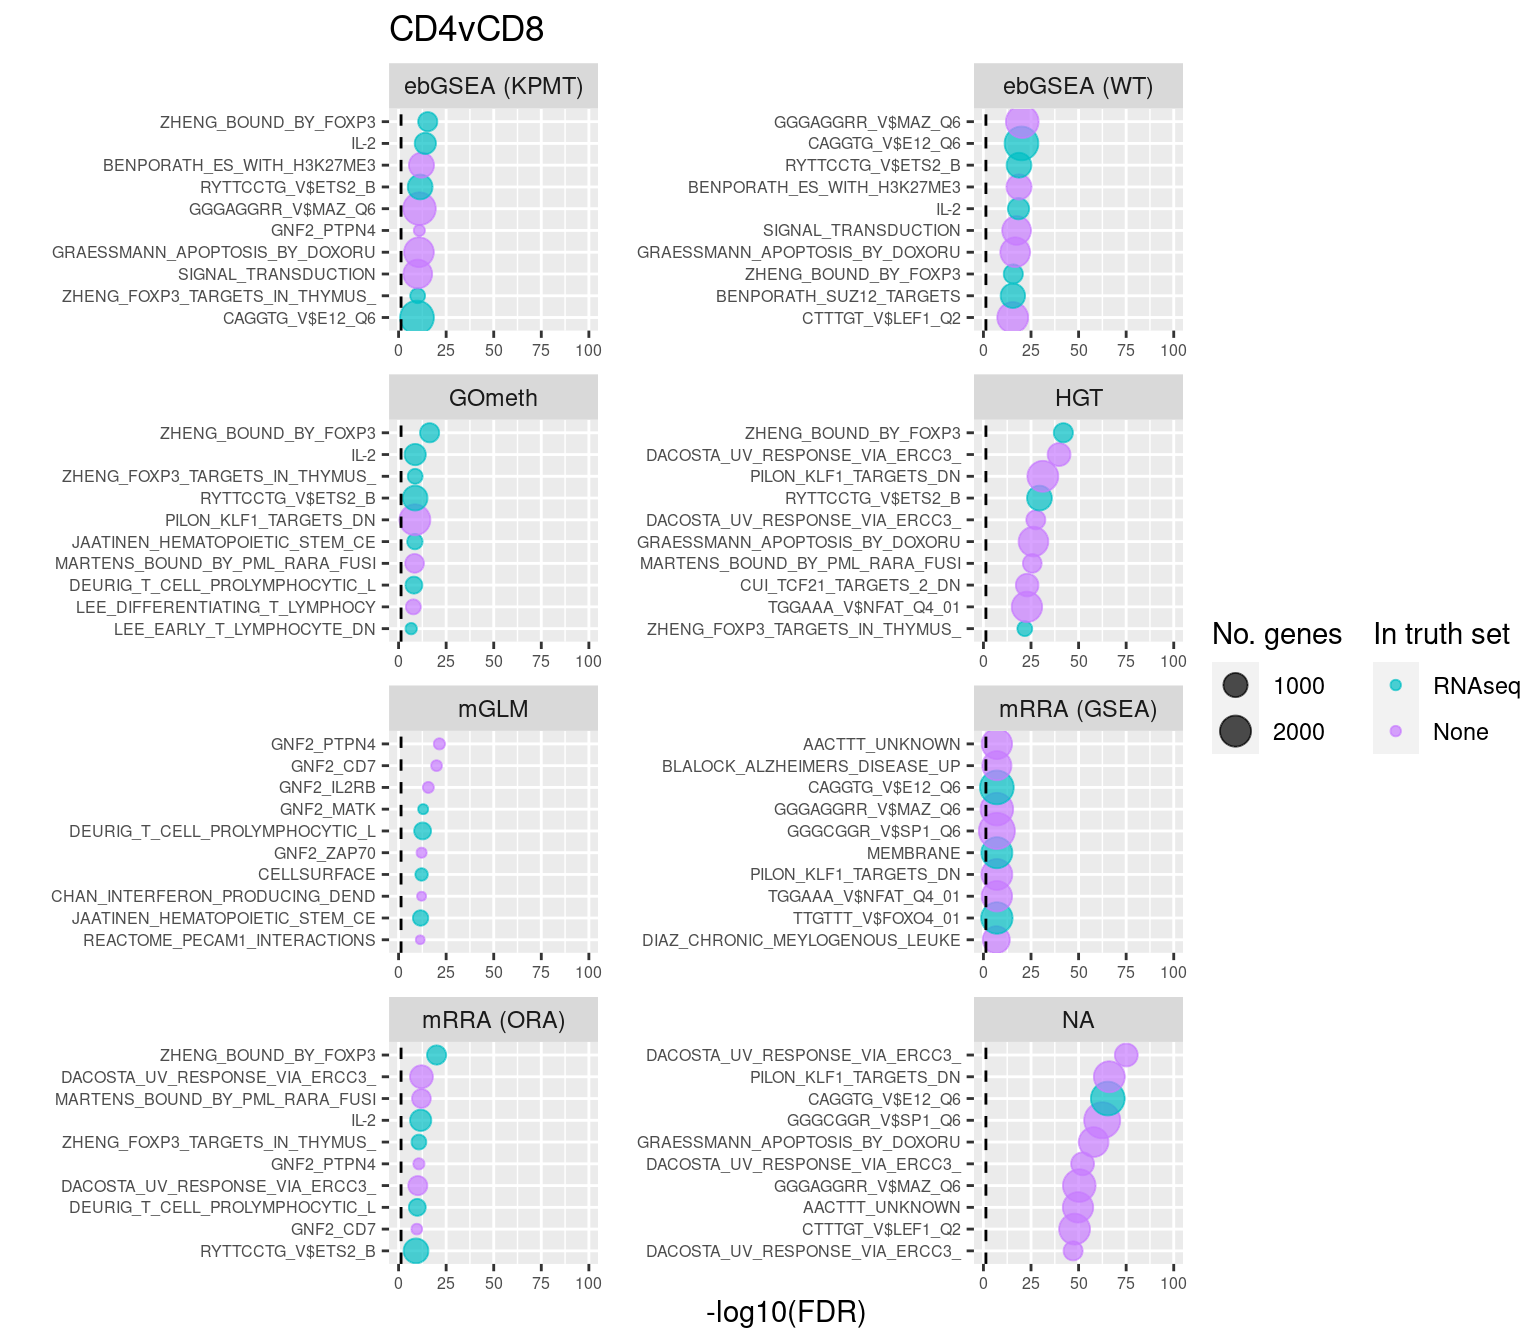 CD4vCD8
ebGSEA (KPMT)
ZHENG_BOUND_BY_FOXP3
IL-2
BENPORATH_ES_WITH_H3K27ME3
RYTTCCTG_V$ETS2_B
GGGAGGRR_V$MAZ_Q6
GNF2_PTPN4
GRAESSMANN_APOPTOSIS_BY_DOXORU
SIGNAL_TRANSDUCTION
ZHENG_FOXP3_TARGETS_IN_THYMUS_
CAGGTG_V$E12_Q6
0 25 50 75 100
ebGSEA (WT)
GGGAGGRR_V$MAZ_Q6
CAGGTG_V$E12_Q6
RYTTCCTG_V$ETS2_B
BENPORATH_ES_WITH_H3K27ME3
IL-2
SIGNAL_TRANSDUCTION
GRAESSMANN_APOPTOSIS_BY_DOXORU
ZHENG_BOUND_BY_FOXP3
BENPORATH_SUZ12_TARGETS
CTTTGT_V$LEF1_Q2
0 25 50 75 100
GOmeth
ZHENG_BOUND_BY_FOXP3
IL-2
ZHENG_FOXP3_TARGETS_IN_THYMUS_
RYTTCCTG_V$ETS2_B
PILON_KLF1_TARGETS_DN
JAATINEN_HEMATOPOIETIC_STEM_CE
MARTENS_BOUND_BY_PML_RARA_FUSI
DEURIG_T_CELL_PROLYMPHOCYTIC_L
LEE_DIFFERENTIATING_T_LYMPHOCY
LEE_EARLY_T_LYMPHOCYTE_DN
0 25 50 75 100
HGT
ZHENG_BOUND_BY_FOXP3
DACOSTA_UV_RESPONSE_VIA_ERCC3_
PILON_KLF1_TARGETS_DN
RYTTCCTG_V$ETS2_B
DACOSTA_UV_RESPONSE_VIA_ERCC3_
GRAESSMANN_APOPTOSIS_BY_DOXORU
MARTENS_BOUND_BY_PML_RARA_FUSI
CUI_TCF21_TARGETS_2_DN
TGGAAA_V$NFAT_Q4_01
ZHENG_FOXP3_TARGETS_IN_THYMUS_
0 25 50 75 100
mGLM
GNF2_PTPN4
GNF2_CD7
GNF2_IL2RB
GNF2_MATK
DEURIG_T_CELL_PROLYMPHOCYTIC_L
GNF2_ZAP70
CELLSURFACE
CHAN_INTERFERON_PRODUCING_DEND
JAATINEN_HEMATOPOIETIC_STEM_CE
REACTOME_PECAM1_INTERACTIONS
0 25 50 75 100
mRRA (GSEA)
AACTTT_UNKNOWN
BLALOCK_ALZHEIMERS_DISEASE_UP
CAGGTG_V$E12_Q6
GGGAGGRR_V$MAZ_Q6
GGGCGGR_V$SP1_Q6
MEMBRANE
PILON_KLF1_TARGETS_DN
TGGAAA_V$NFAT_Q4_01
TTGTTT_V$FOXO4_01
DIAZ_CHRONIC_MEYLOGENOUS_LEUKE
0 25 50 75 100
mRRA (ORA)
ZHENG_BOUND_BY_FOXP3
DACOSTA_UV_RESPONSE_VIA_ERCC3_
MARTENS_BOUND_BY_PML_RARA_FUSI
IL-2
ZHENG_FOXP3_TARGETS_IN_THYMUS_
GNF2_PTPN4
DACOSTA_UV_RESPONSE_VIA_ERCC3_
DEURIG_T_CELL_PROLYMPHOCYTIC_L
GNF2_CD7
RYTTCCTG_V$ETS2_B
0 25 50 75 100
NA
DACOSTA_UV_RESPONSE_VIA_ERCC3_
PILON_KLF1_TARGETS_DN
CAGGTG_V$E12_Q6
GGGCGGR_V$SP1_Q6
GRAESSMANN_APOPTOSIS_BY_DOXORU
DACOSTA_UV_RESPONSE_VIA_ERCC3_
GGGAGGRR_V$MAZ_Q6
AACTTT_UNKNOWN
CTTTGT_V$LEF1_Q2
DACOSTA_UV_RESPONSE_VIA_ERCC3_
0 25 50 75 100
-log10(FDR)
No. genes
1000
2000
In truth set
RNAseq
None